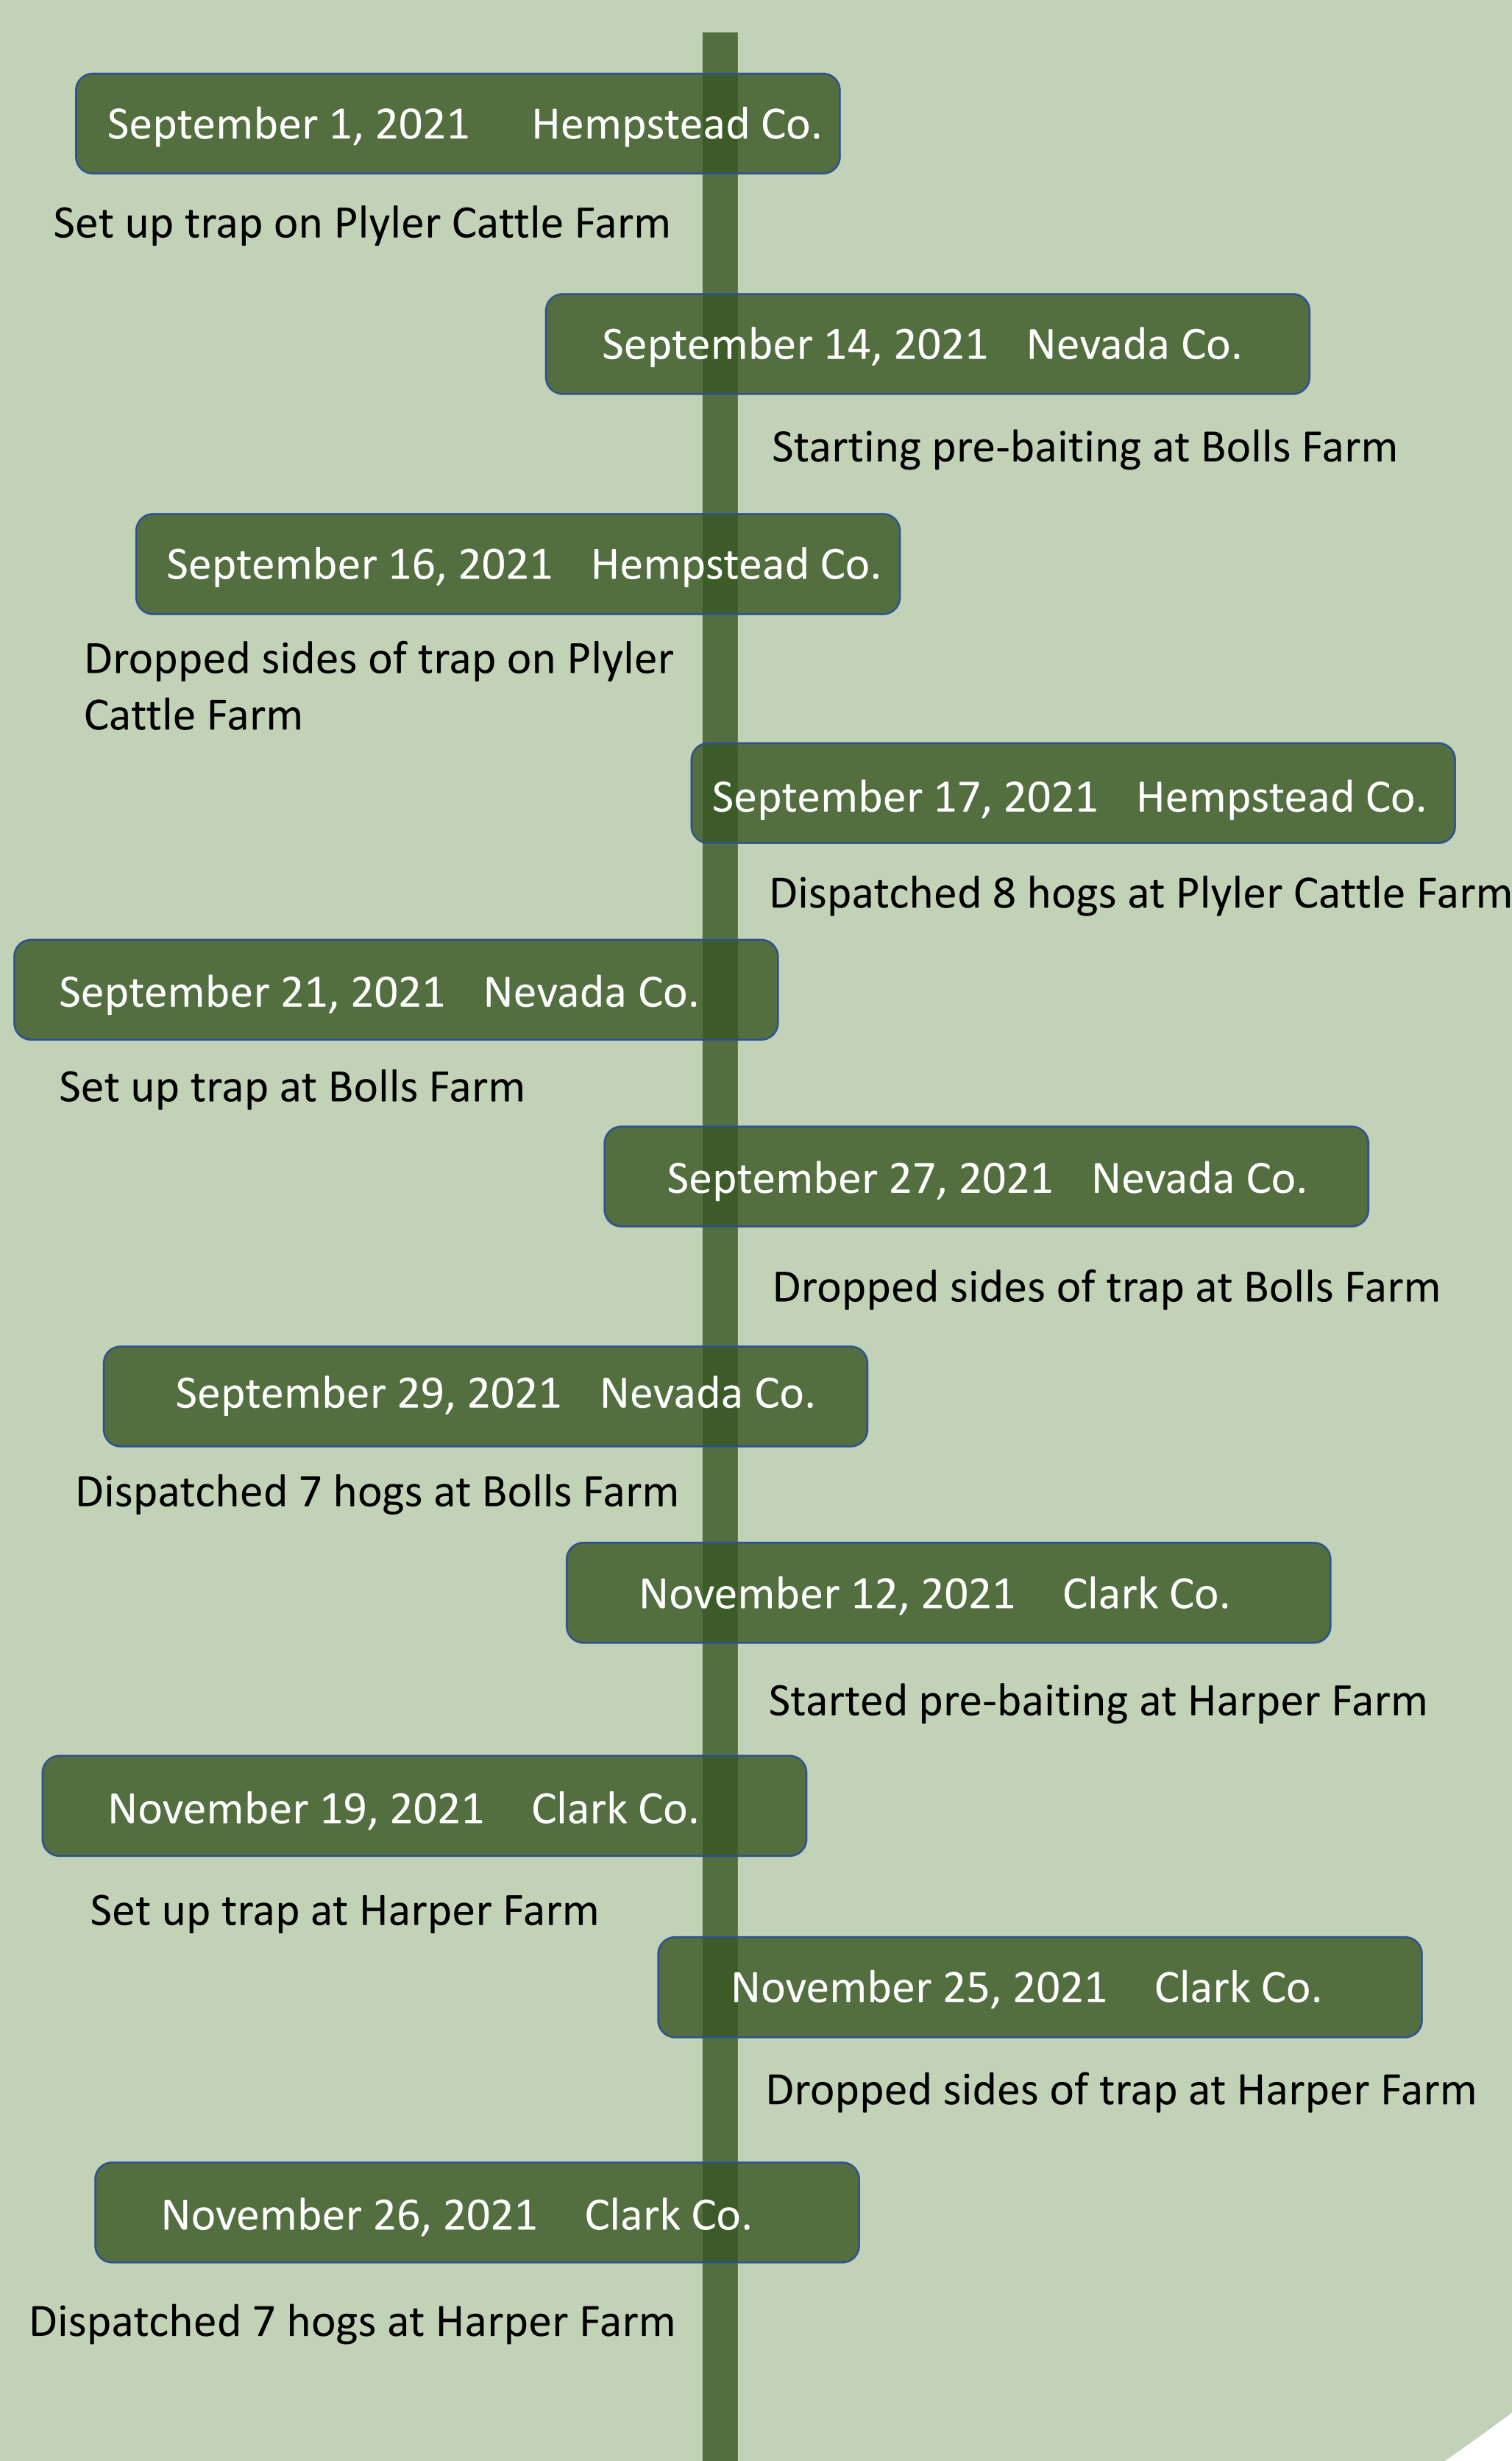 September 1, 2021 Hempstead Co.
Set up trap on Plyler Cattle Farm
September 14, 2021 Nevada Co.
Starting pre-baiting at Bolls Farm
September 16, 2021 Hempstead Co.
Dropped sides of trap on Plyler
Cattle Farm
September 17, 2021 Hempstead Co.
Dispatched 8 hogs at Plyler Cattle Farm
September 21, 2021 Nevada Co.
Set up trap at Bolls Farm
September 27, 2021 Nevada Co.
Dropped sides of trap at Bolls Farm
September 29, 2021 Nevada Co.
Dispatched 7 hogs at Bolls Farm
November 12, 2021 Clark Co.
Started pre-baiting at Harper Farm
November 19, 2021 Clark Co.
Set up trap at Harper Farm
November 25, 2021 Clark Co.
Dropped sides of trap at Harper Farm
November 26, 2021 Clark Co.
Dispatched 7 hogs at Harper Farm